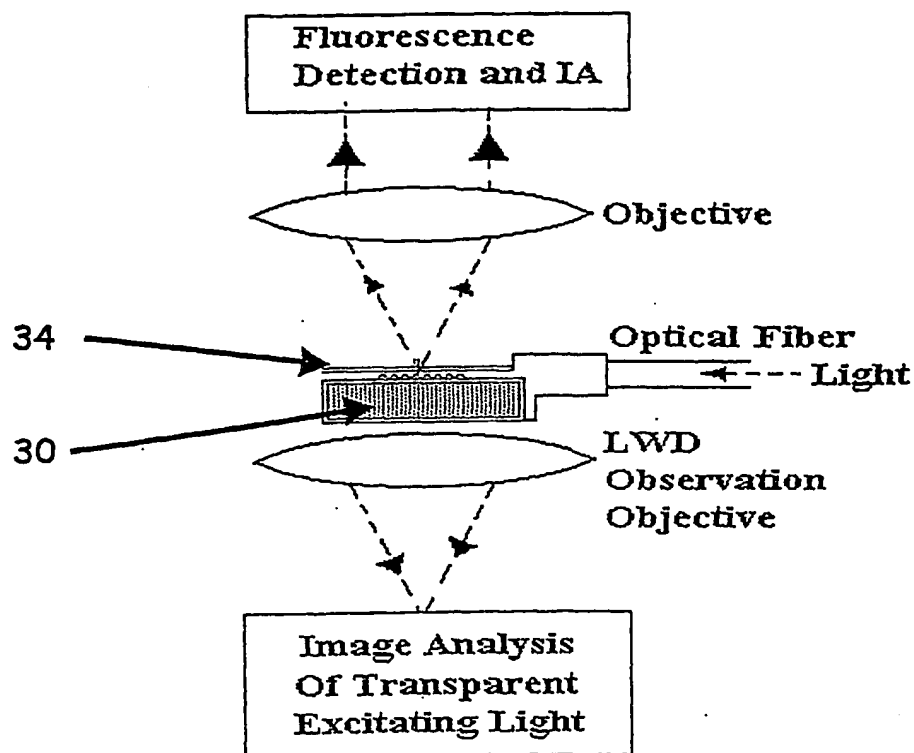 Fluorescence
Detection and IA
Objective
34
Optical Fiber
Light
30
LWD
Observation
Objective
Image Analysis
Of Transparent
Excitating Light